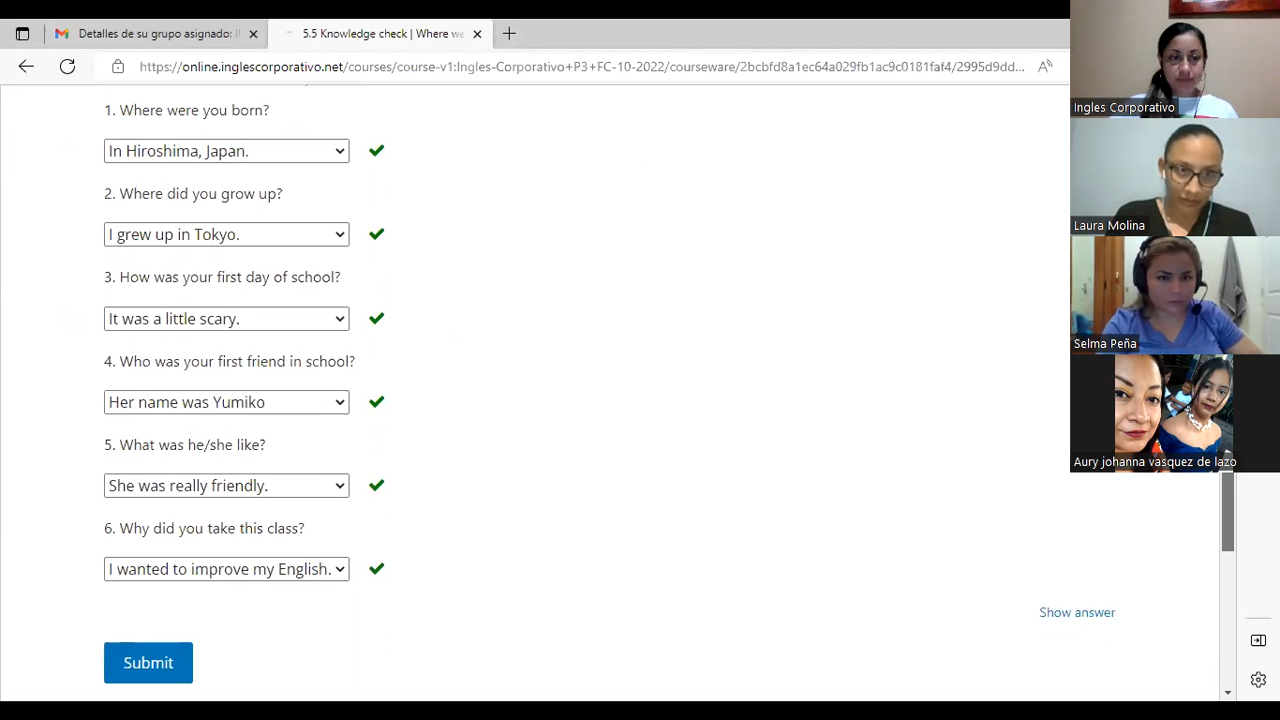 Detalles de su grupo asignado: I
5.5 Knowledge check | Where we
https://online.inglescorporativo.net/courses/course-v1:Ingles-Corporativo+P3+FC-10-2022/courseware/2bcbfd8a1ec64a029fb1ac9c0181faf4/2995d9dd...
1. Where were you born?
In Hiroshima, Japan.
2. Where did you grow up?
I grew up in Tokyo.
3. How was your first day of school?
It was a little scary.
4. Who was your first friend in school?
Her name was Yumiko
5. What was he/she like?
She was really friendly.
6. Why did you take this class?
I wanted to improve my English.
Show answer
Submit
Ingles Corporativo
Laura Molina
Selma Peña
Aury johanna vasquez de lazo